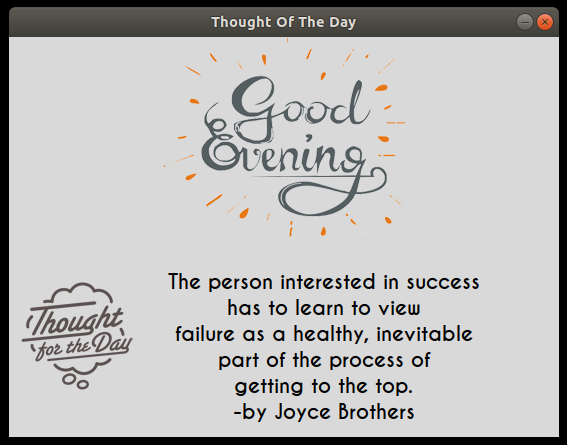 Thought Of The Day
Good
Evening
The person interested in success
has to learn to view
failure as a healthy, inevitable
part of the process of
getting to the top.
-by Joyce Brothers
Thought
for the Day